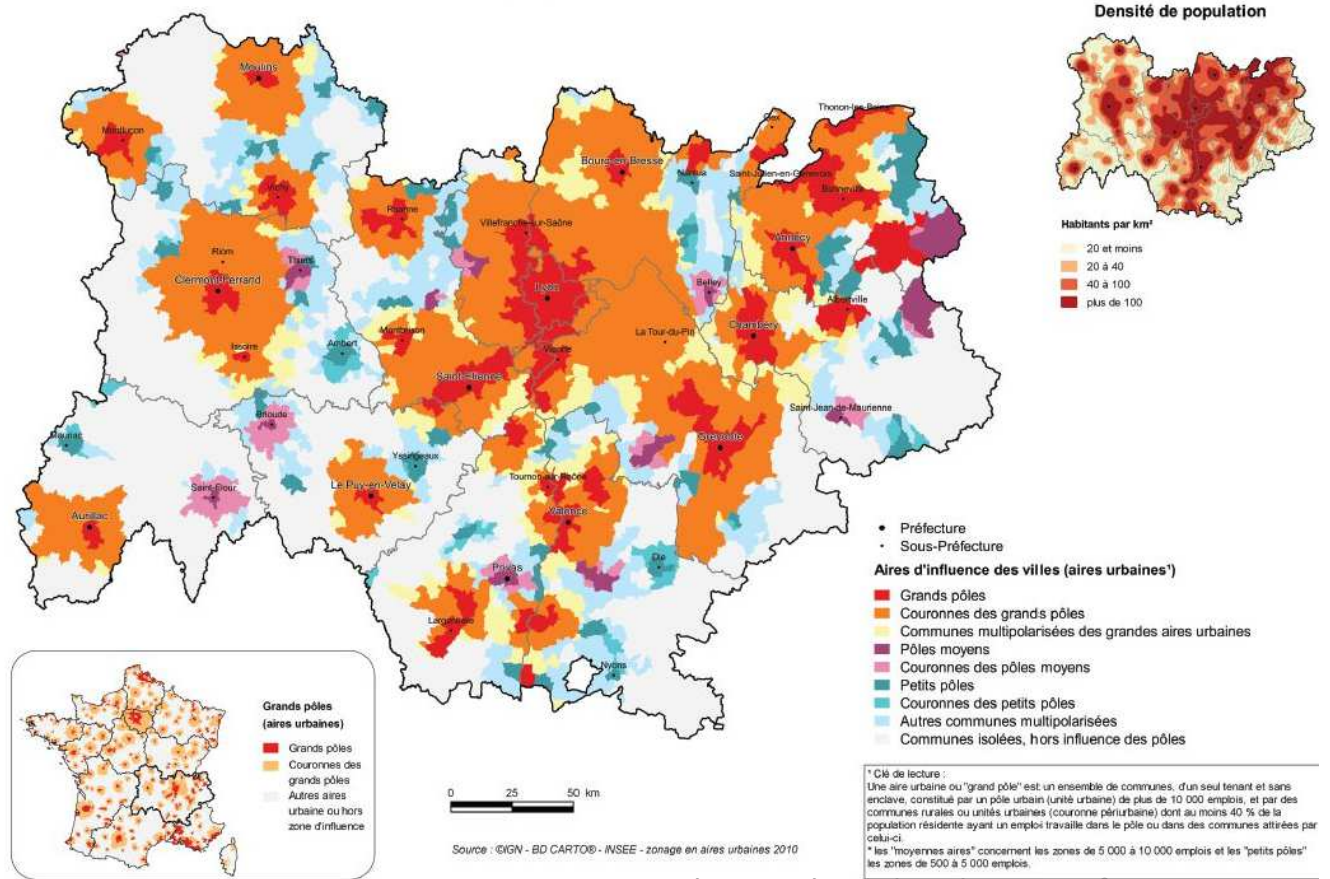 Densité de population
Habitants par km²
20 et moins
20 à 40
40 à 100
plus de 100
Moulins
Montluçon
Vichy
Roanne
Bourg-en-Bresse
Nantua
Gex
Thonon-les-Bains
Saint-Julien-en-Genevois
Bonneville
Villefranche-sur-Saône
Annecy
Riom
Clermont-Ferrand
Thiers
Lyon
Belley
Albertville
Chambéry
La Tour-du-Pin
Montbrison
Ambert
Issoire
Vienne
Saint-Etienne
Saint-Jean-de-Maurienne
Brioude
Mauriac
Yssingeaux
Grenoble
Saint-Flour
Le Puy-en-Velay
Tournon-sur-Rhône
Valence
Aurillac
Die
Privas
Largentière
Nyons
Préfecture
Sous-Préfecture
Aires d'influence des villes (aires urbaines¹)
Grands pôles
Couronnes des grands pôles
Communes multipolarisées des grandes aires urbaines
Pôles moyens
Couronnes des pôles moyens
Petits pôles
Couronnes des petits pôles
Autres communes multipolarisées
Communes isolées, hors influence des pôles
Grands pôles
(aires urbaines)
Grands pôles
Couronnes des
grands pôles
Autres aires
urbaine ou hors
zone d'influence
0 25 50 km
Source : ©IGN - BD CARTO® - INSEE - zonage en aires urbaines 2010
¹ Clé de lecture :
Une aire urbaine ou "grand pôle" est un ensemble de communes, d'un seul tenant et sans
enclave, constitué par un pôle urbain (unité urbaine) de plus de 10 000 emplois, et par des
communes rurales ou unités urbaines (couronne périurbaine) dont au moins 40 % de la
population résidente ayant un emploi travaille dans le pôle ou dans des communes attirées par
celui-ci.
* les "moyennes aires" concernent les zones de 5 000 à 10 000 emplois et les "petits pôles"
les zones de 500 à 5 000 emplois.